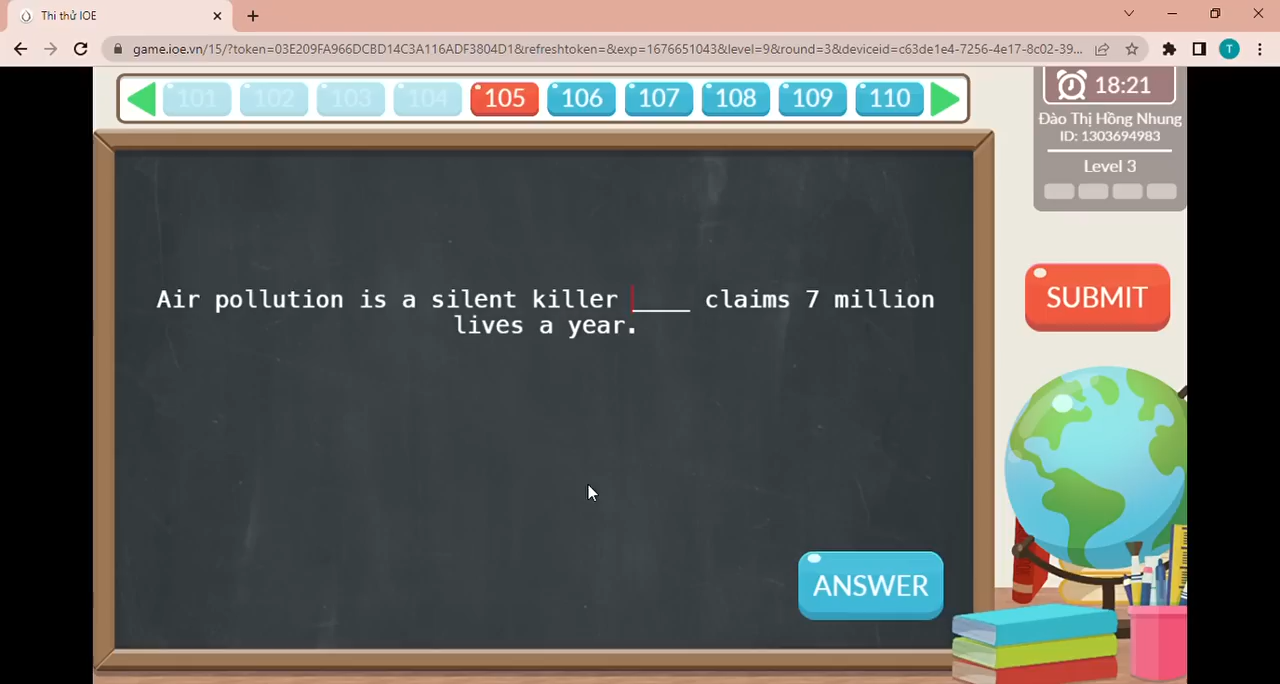 Thi thử IOE
game.ioe.vn/15/?token=03E209FA966DCBD14C3A116ADF3804D1&refreshtoken=&exp=1676651043&level=9&round=3&deviceid=c63de1e4-7256-4e17-8c02-39...
T
101 102 103 104 105 106 107 108 109 110
18:21
Đào Thị Hồng Nhung
ID: 1303694983
Level 3
Air pollution is a silent killer ____ claims 7 million
lives a year.
SUBMIT
ANSWER